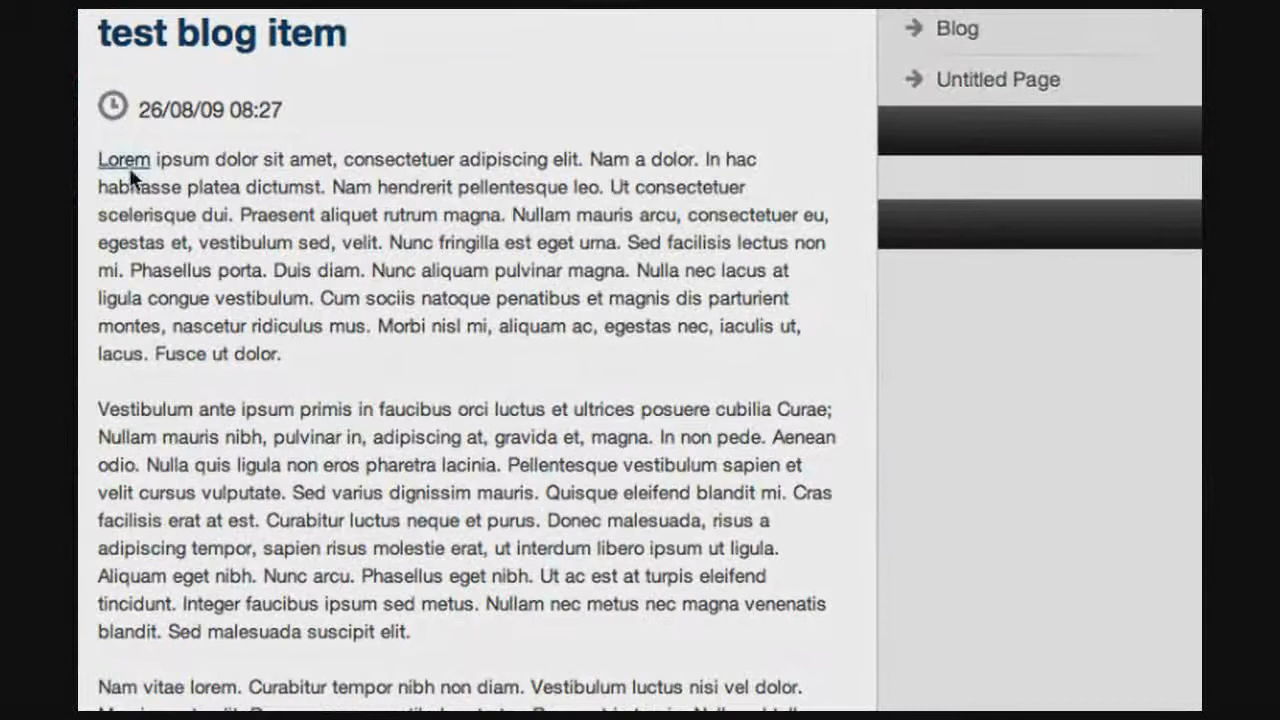 test blog item
26/08/09 08:27
Lorem ipsum dolor sit amet, consectetuer adipiscing elit. Nam a dolor. In hac
habitasse platea dictumst. Nam hendrerit pellentesque leo. Ut consectetuer
scelerisque dui. Praesent aliquet rutrum magna. Nullam mauris arcu, consectetuer eu,
egestas et, vestibulum sed, velit. Nunc fringilla est eget urna. Sed facilisis lectus non
mi. Phasellus porta. Duis diam. Nunc aliquam pulvinar magna. Nulla nec lacus at
ligula congue vestibulum. Cum sociis natoque penatibus et magnis dis parturient
montes, nascetur ridiculus mus. Morbi nisl mi, aliquam ac, egestas nec, iaculis ut,
lacus. Fusce ut dolor.
Vestibulum ante ipsum primis in faucibus orci luctus et ultrices posuere cubilia Curae;
Nullam mauris nibh, pulvinar in, adipiscing at, gravida et, magna. In non pede. Aenean
odio. Nulla quis ligula non eros pharetra lacinia. Pellentesque vestibulum sapien et
velit cursus vulputate. Sed varius dignissim mauris. Quisque eleifend blandit mi. Cras
facilisis erat at est. Curabitur luctus neque et purus. Donec malesuada, risus a
adipiscing tempor, sapien risus molestie erat, ut interdum libero ipsum ut ligula.
Aliquam eget nibh. Nunc arcu. Phasellus eget nibh. Ut ac est at turpis eleifend
tincidunt. Integer faucibus ipsum sed metus. Nullam nec metus nec magna venenatis
blandit. Sed malesuada suscipit elit.
Nam vitae lorem. Curabitur tempor nibh non diam. Vestibulum luctus nisi vel dolor.
Blog
Untitled Page